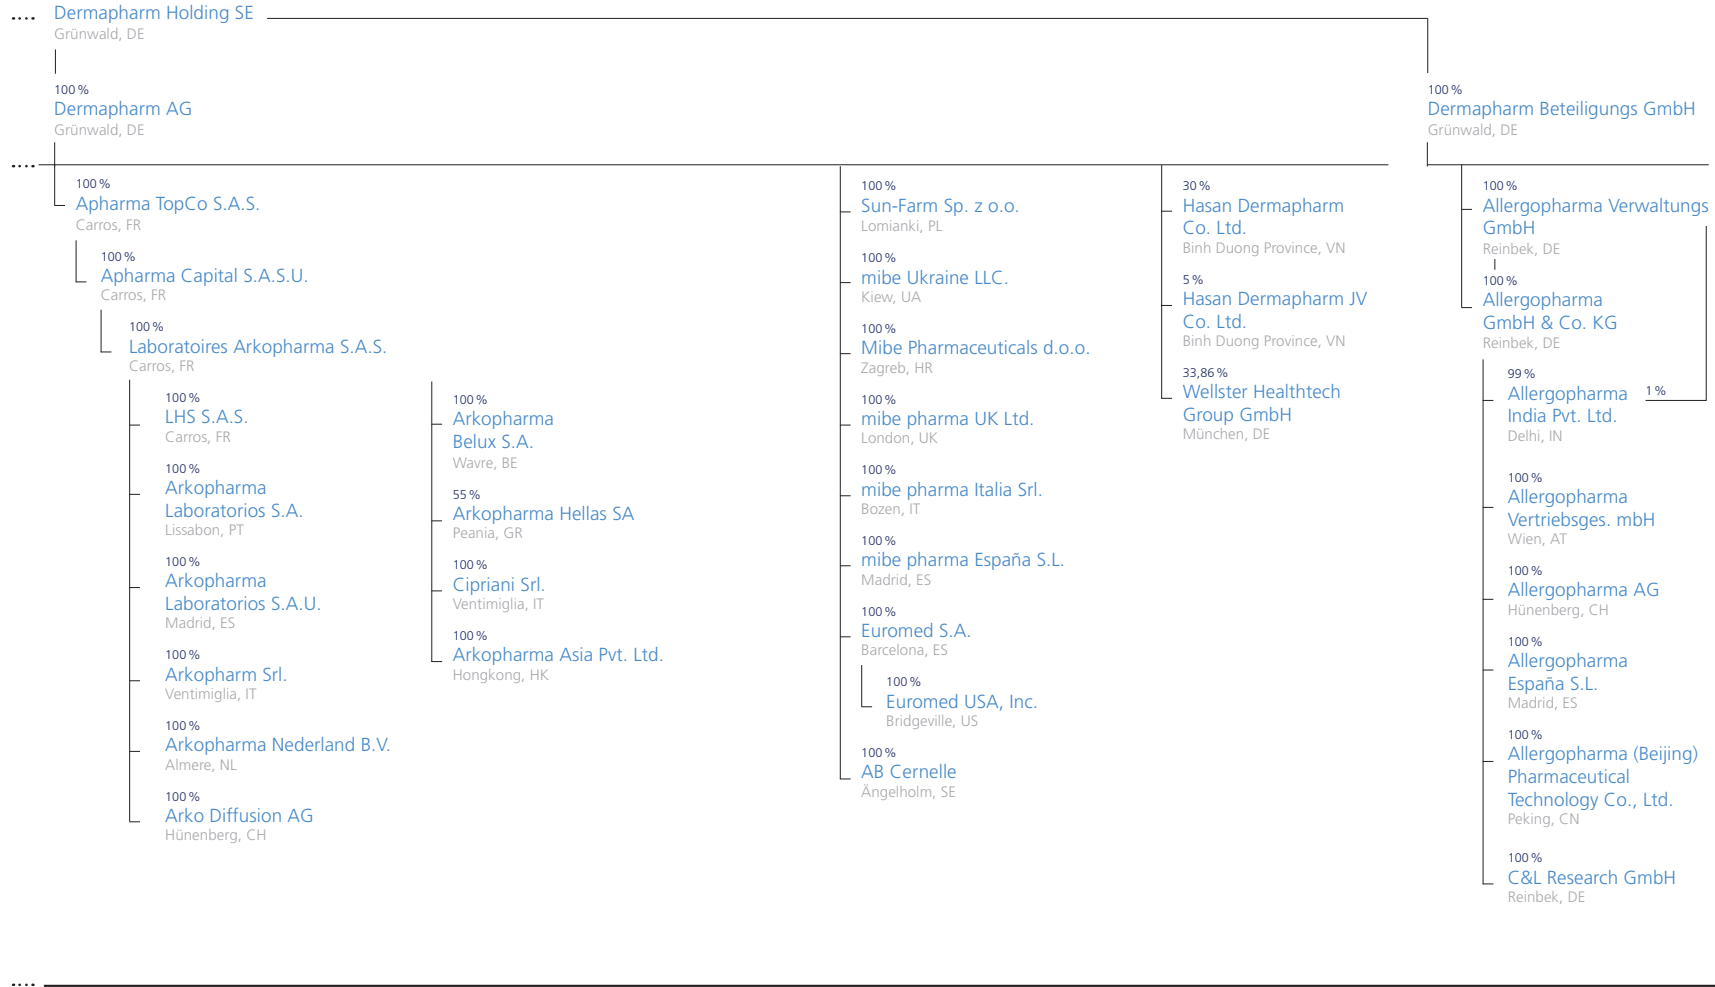 ....
Dermapharm Holding SE
Grünwald, DE
100 %
Dermapharm AG
Grünwald, DE
100 %
Dermapharm Beteiligungs GmbH
Grünwald, DE
....
100 %
Apharma TopCo S.A.S.
Carros, FR
100 %
Apharma Capital S.A.S.U.
Carros, FR
100 %
Laboratoires Arkopharma S.A.S.
Carros, FR
100 %
LHS S.A.S.
Carros, FR
100 %
Arkopharma
Laboratorios S.A.
Lissabon, PT
100 %
Arkopharma
Laboratorios S.A.U.
Madrid, ES
100 %
Arkopharm Srl.
Ventimiglia, IT
100 %
Arkopharma Nederland B.V.
Almere, NL
100 %
Arko Diffusion AG
Hünenberg, CH
100 %
Arkopharma
Belux S.A.
Wavre, BE
55 %
Arkopharma Hellas SA
Peania, GR
100 %
Cipriani Srl.
Ventimiglia, IT
100 %
Arkopharma Asia Pvt. Ltd.
Hongkong, HK
100 %
Sun-Farm Sp. z o.o.
Lomianki, PL
100 %
mibe Ukraine LLC.
Kiew, UA
100 %
Mibe Pharmaceuticals d.o.o.
Zagreb, HR
100 %
mibe pharma UK Ltd.
London, UK
100 %
mibe pharma Italia Srl.
Bozen, IT
100 %
mibe pharma España S.L.
Madrid, ES
100 %
Euromed S.A.
Barcelona, ES
100 %
Euromed USA, Inc.
Bridgeville, US
100 %
AB Cernelle
Ängelholm, SE
30 %
Hasan Dermapharm
Co. Ltd.
Binh Duong Province, VN
5 %
Hasan Dermapharm JV
Co. Ltd.
Binh Duong Province, VN
33,86 %
Wellster Healthtech
Group GmbH
München, DE
100 %
Allergopharma Verwaltungs
GmbH
Reinbek, DE
100 %
Allergopharma
GmbH & Co. KG
Reinbek, DE
99 %
Allergopharma
India Pvt. Ltd.
Delhi, IN
1 %
100 %
Allergopharma
Vertriebsges. mbH
Wien, AT
100 %
Allergopharma AG
Hünenberg, CH
100 %
Allergopharma
España S.L.
Madrid, ES
100 %
Allergopharma (Beijing)
Pharmaceutical
Technology Co., Ltd.
Peking, CN
100 %
C&L Research GmbH
Reinbek, DE
....